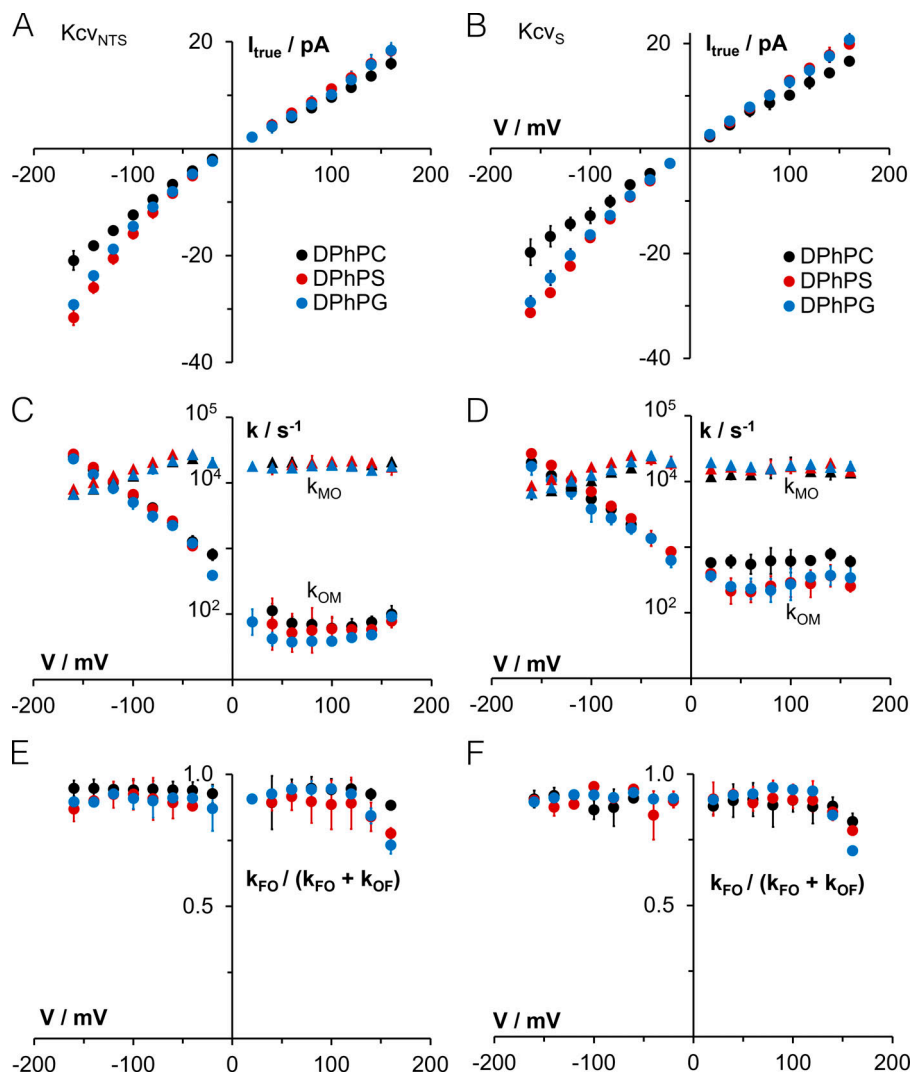 A
Kcv_NTS
I_true / pA
20
-200
-100
0
100
200
-20
-40
DPhPC
DPhPS
DPhPG
B
Kcv_S
I_true / pA
20
V / mV
-200
-100
0
100
200
-20
-40
DPhPC
DPhPS
DPhPG
C
10^5
k / s^-1
10^4
k_MO
k_OM
10^2
V / mV
-200
-100
0
100
200
D
10^5
k / s^-1
10^4
k_MO
10^2
k_OM
V / mV
-200
-100
0
100
200
E
1.0
k_FO / (k_FO + k_OF)
0.5
V / mV
-200
-100
0
100
200
F
1.0
k_FO / (k_FO + k_OF)
0.5
V / mV
-200
-100
0
100
200